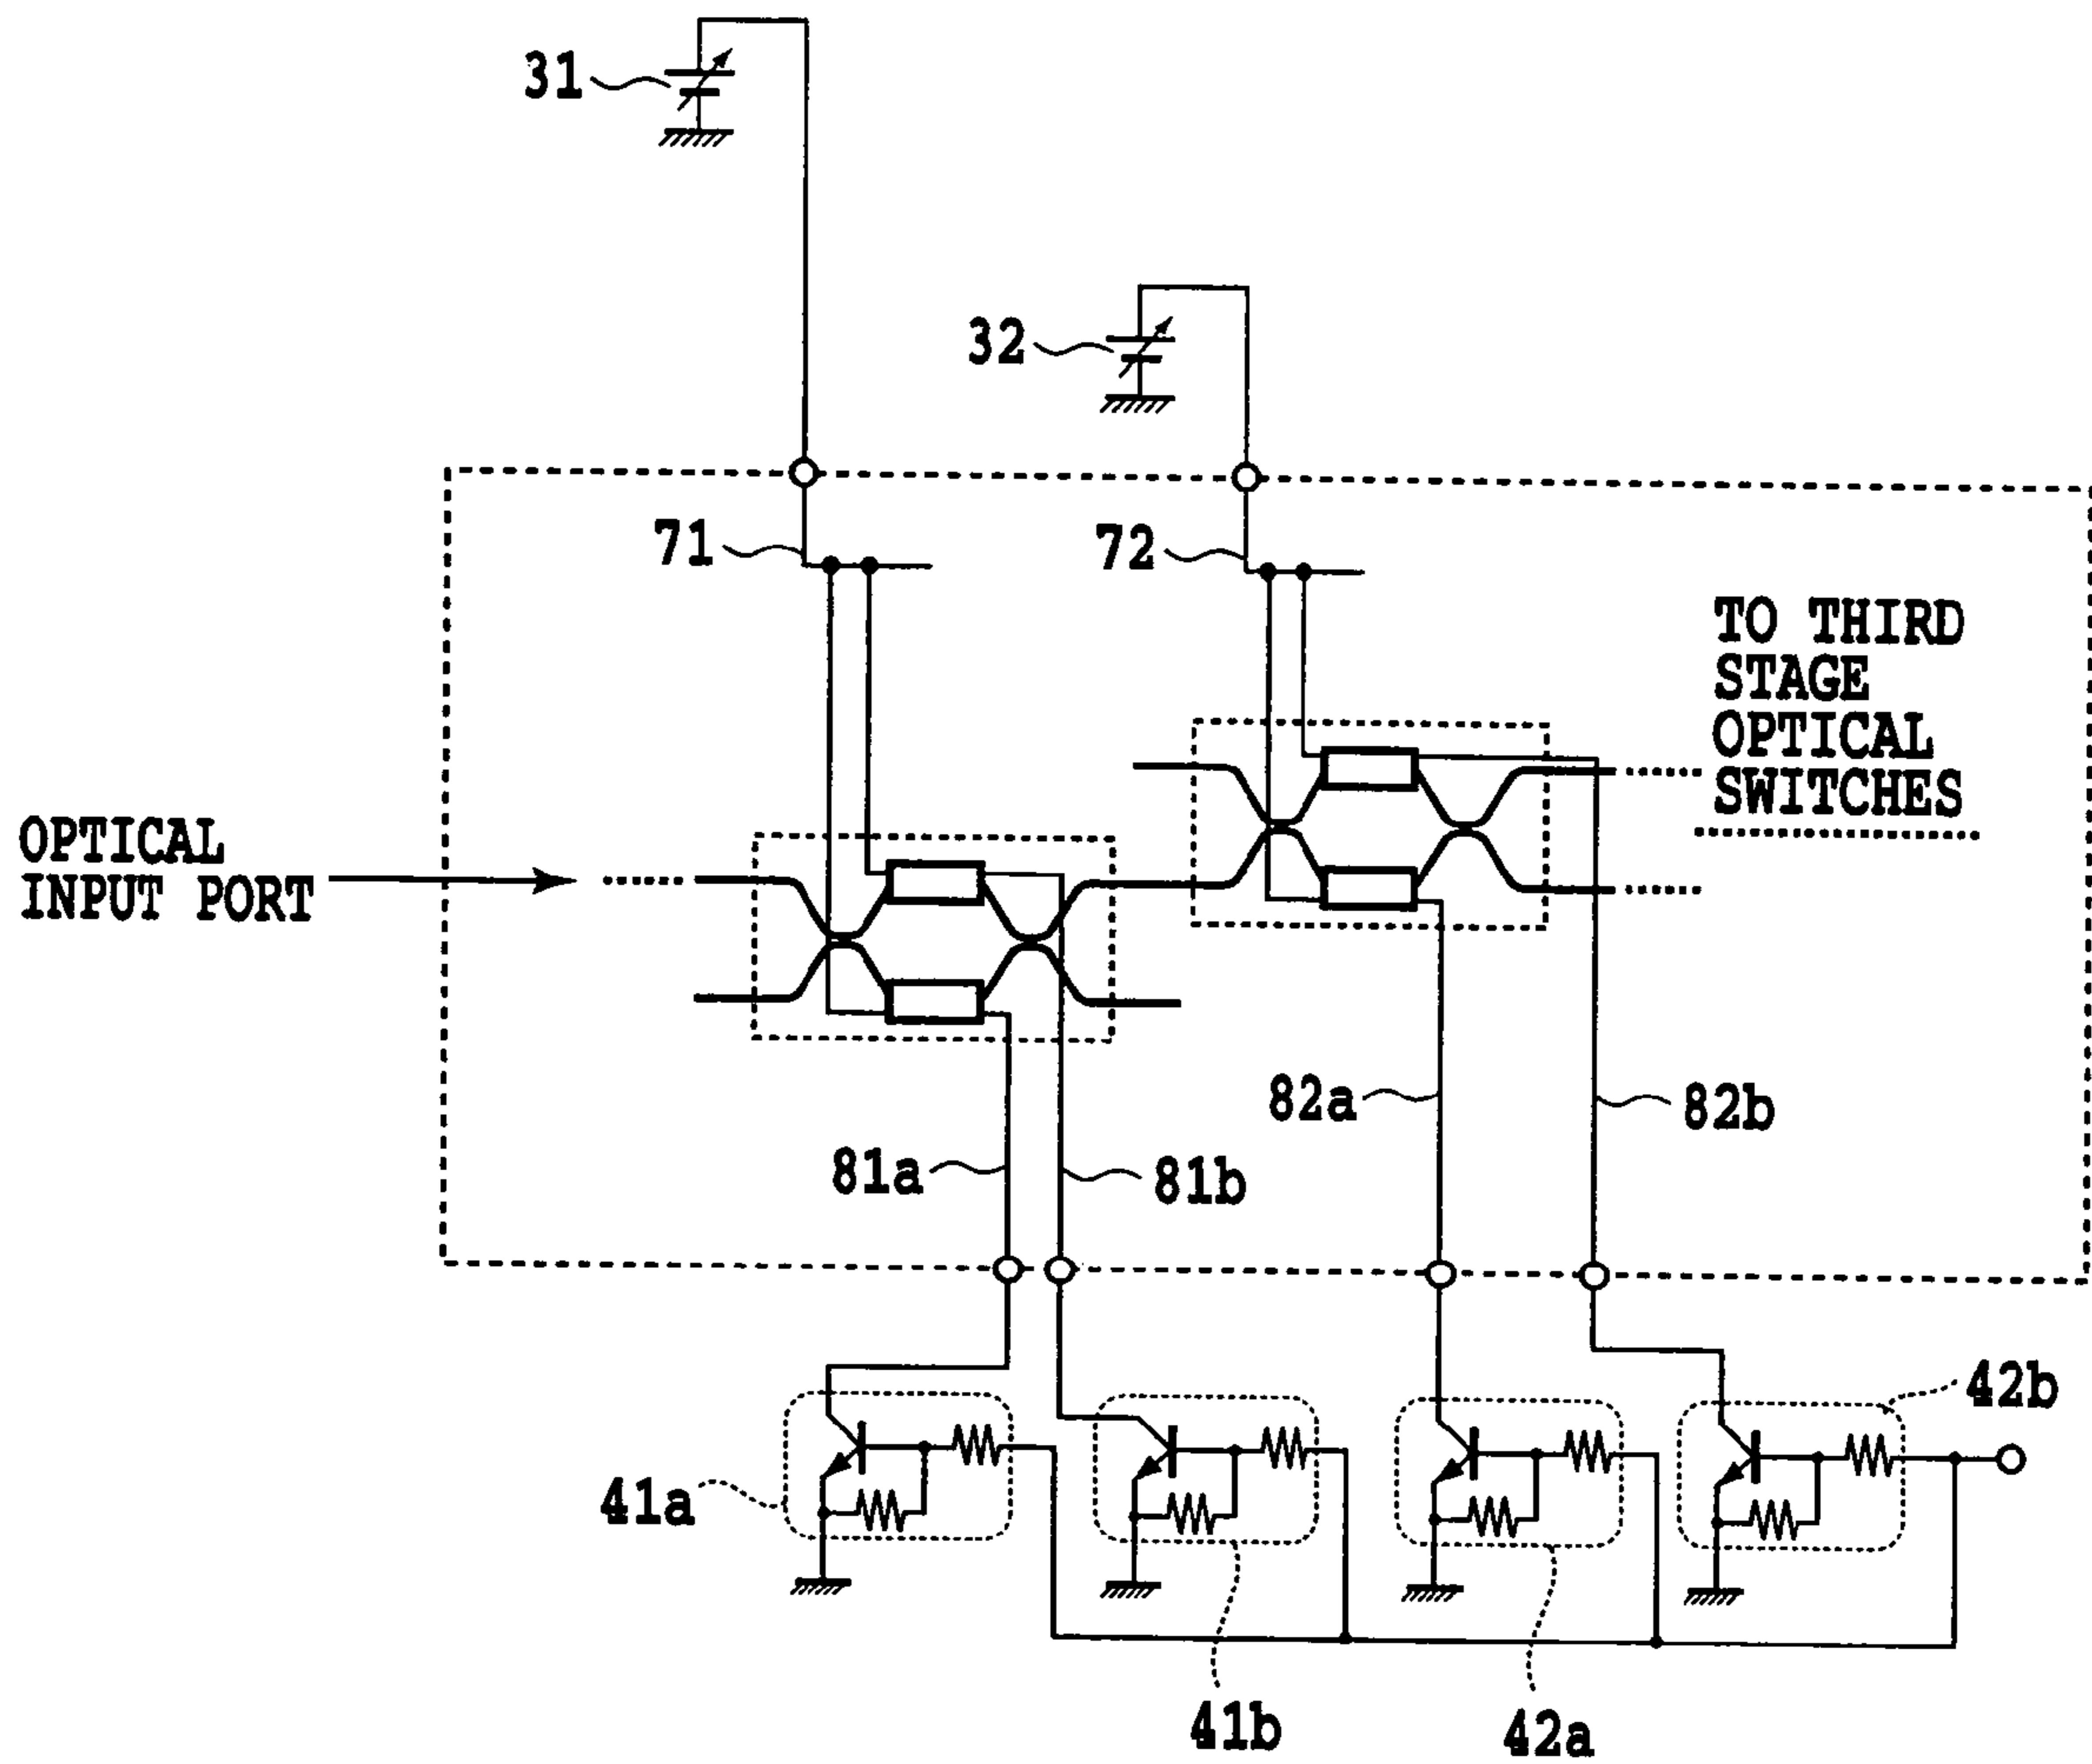 31
32
71
72
TO THIRD
STAGE
OPTICAL
SWITCHES
OPTICAL
INPUT PORT
82a
82b
81a
81b
42b
41a
41b
42a